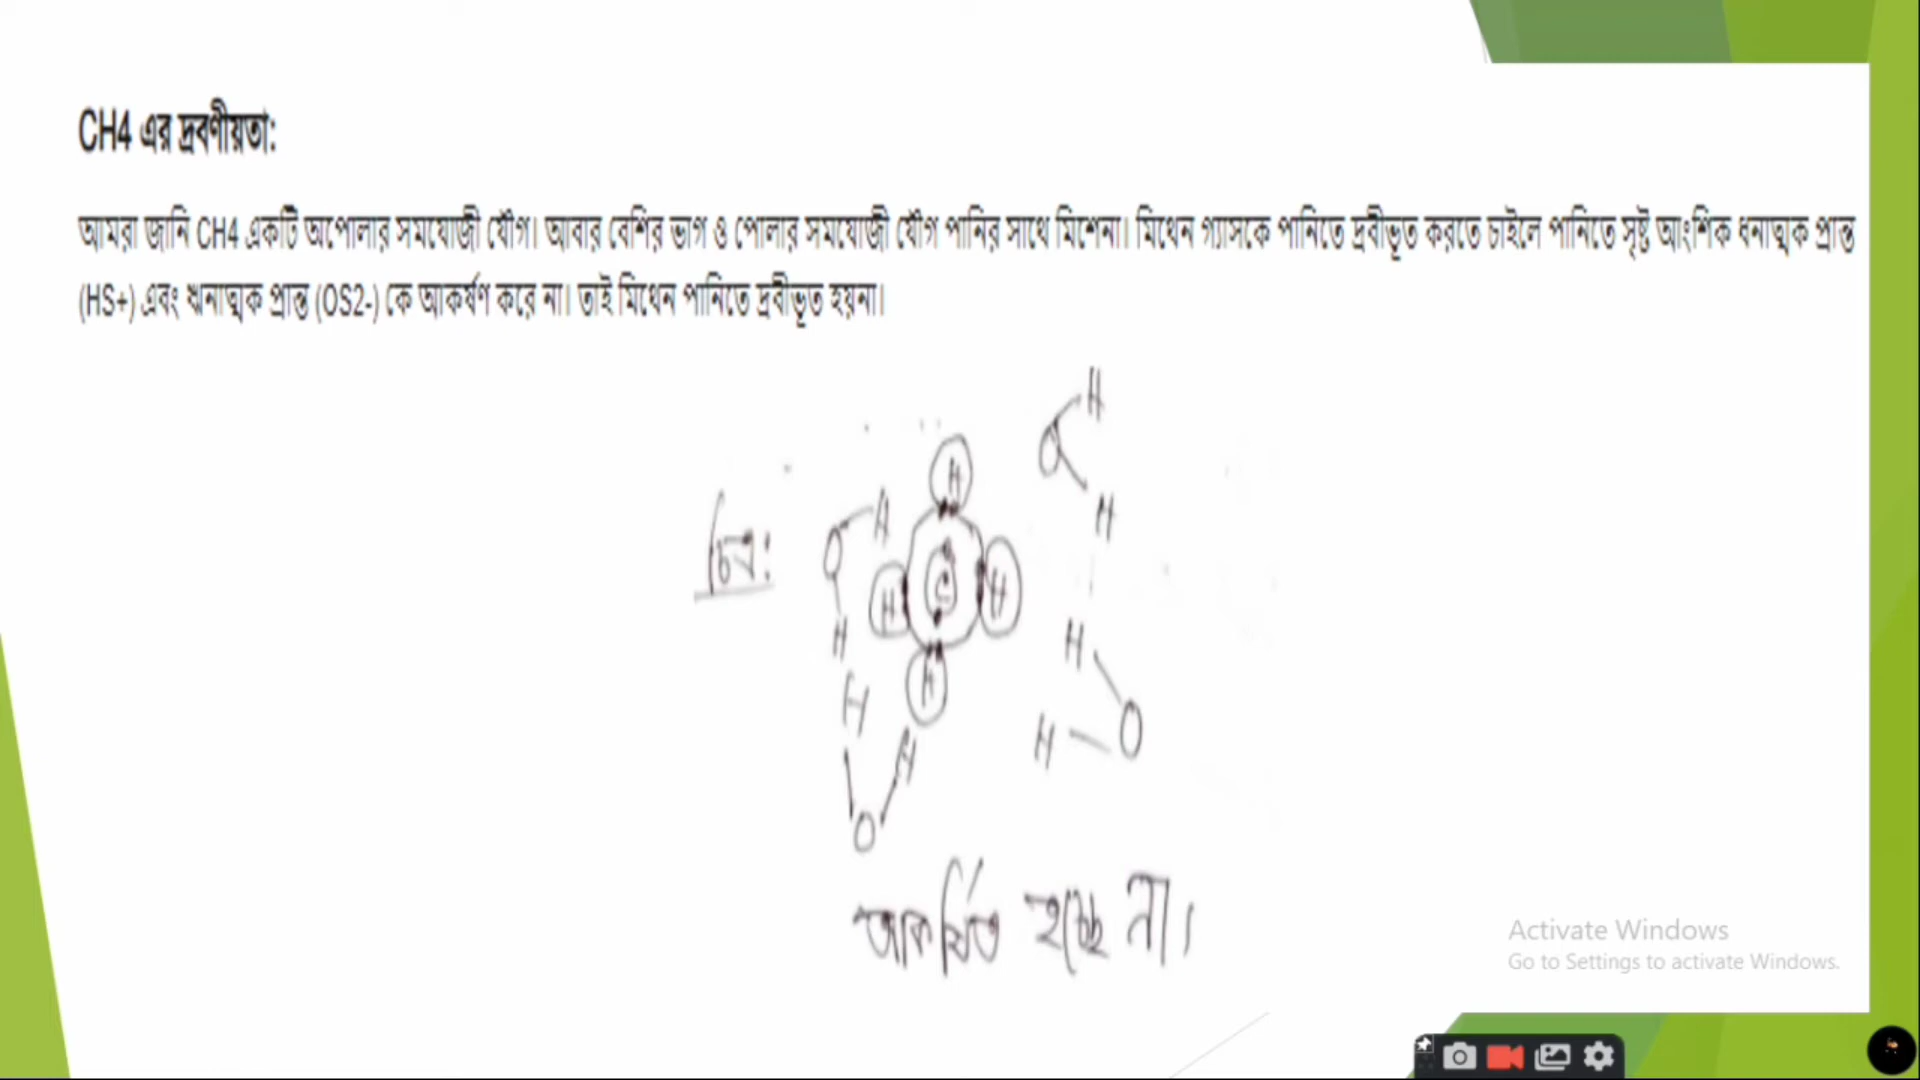 CH4 এর দ্রবণীয়তা:
আমরা জানি CH4 একটি অপোলার সমযোজী যৌগ। আবার বেশির ভাগ ও পোলার সমযোজী যৌগ পানির সাথে মিশেনা। মিথেন গ্যাসকে পানিতে দ্রবীভূত করতে চাইলে পানিতে সৃষ্ট আংশিক ধনাত্মক প্রান্ত
(HS+) এবং ঋনাত্মক প্রান্ত (OS2-) কে আকর্ষণ করে না। তাই মিথেন পানিতে দ্রবীভূত হয়না।
H
O
H
H
চিত্র:
O
H
H
C
H
H
H
H
H
H
H
O
H
O
আকর্ষিত হচ্ছে না।
Activate Windows
Go to Settings to activate Windows.